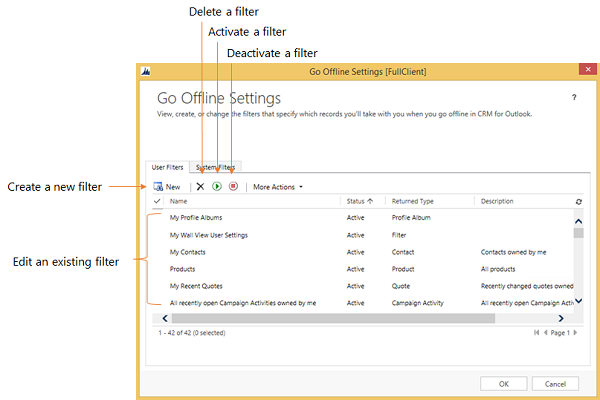 Delete a filter
Activate a filter
Deactivate a filter
Go Offline Settings [FullClient]
Go Offline Settings
?
View, create, or change the filters that specify which records you'll take with you when you go offline in CRM for Outlook.
User Filters System Filters
Create a new filter
New More Actions
Name Status Returned Type Description
My Profile Albums Active Profile Album
My Wall View User Settings Active Filter
My Contacts Active Contact Contacts owned by me
Edit an existing filter
Products Active Product All products
My Recent Quotes Active Quote Recently changed quotes owned
All recently open Campaign Activities owned by me Active Campaign Activity All recently open Campaign Acti
1 - 42 of 42 (0 selected) Page 1
OK Cancel